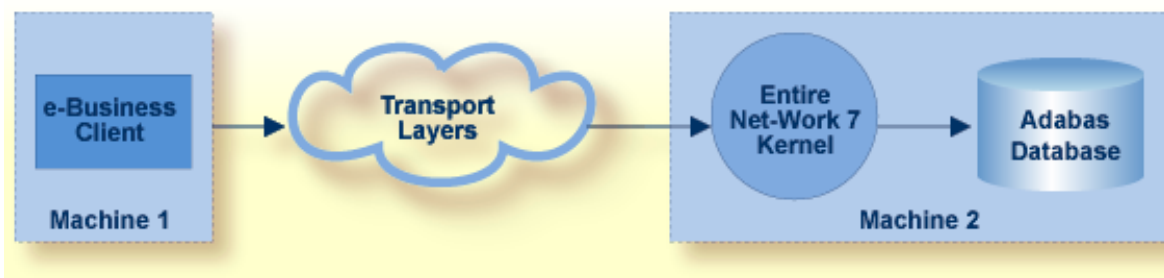 e-Business
Client
Machine 1
Transport
Layers
Entire
Net-Work 7
Kernel
Adabas
Database
Machine 2